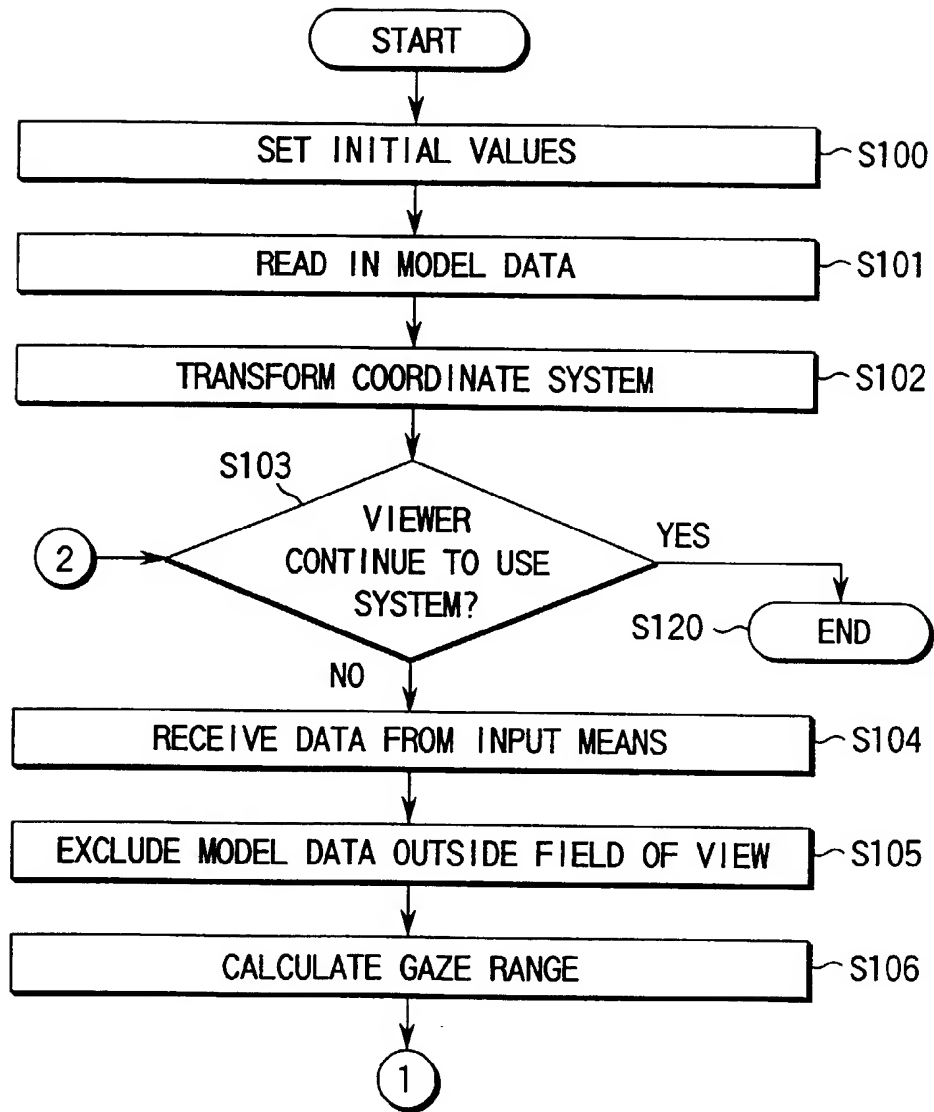 START
SET INITIAL VALUES
S100
READ IN MODEL DATA
S101
TRANSFORM COORDINATE SYSTEM
S102
S103
VIEWER
CONTINUE TO USE
SYSTEM?
YES
2
S120
END
NO
RECEIVE DATA FROM INPUT MEANS
S104
EXCLUDE MODEL DATA OUTSIDE FIELD OF VIEW
S105
CALCULATE GAZE RANGE
S106
1